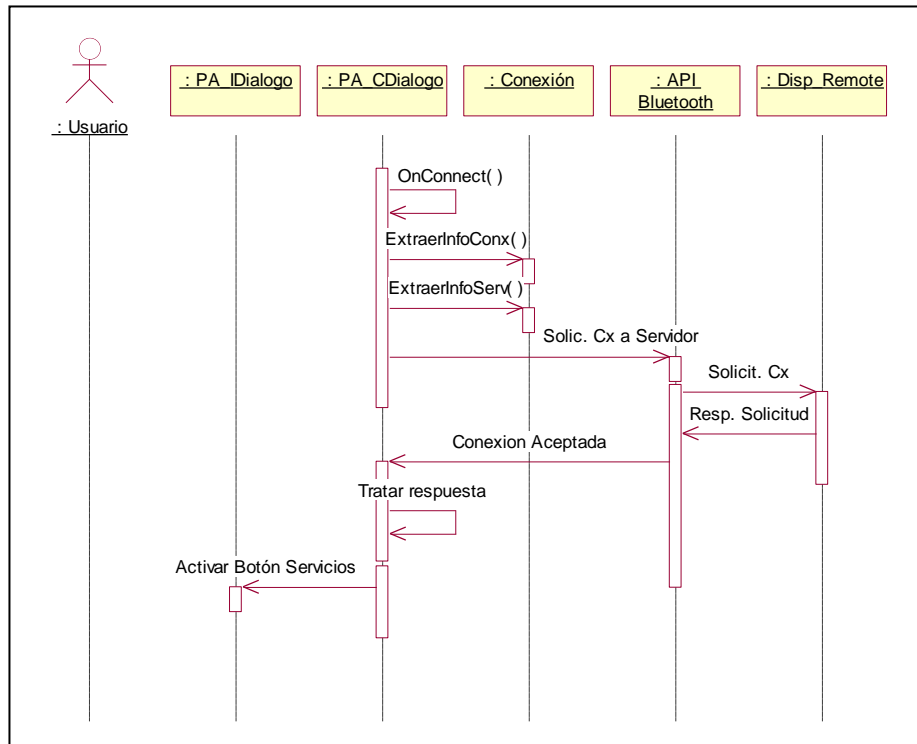 : PA_IDialogo
: PA_CDialogo
: Conexión
: API
Bluetooth
: Disp_Remote
: Usuario
OnConnect( )
ExtraerInfoConx( )
ExtraerInfoServ( )
Solic. Cx a Servidor
Solicit. Cx
Resp. Solicitud
Conexion Aceptada
Tratar respuesta
Activar Botón Servicios